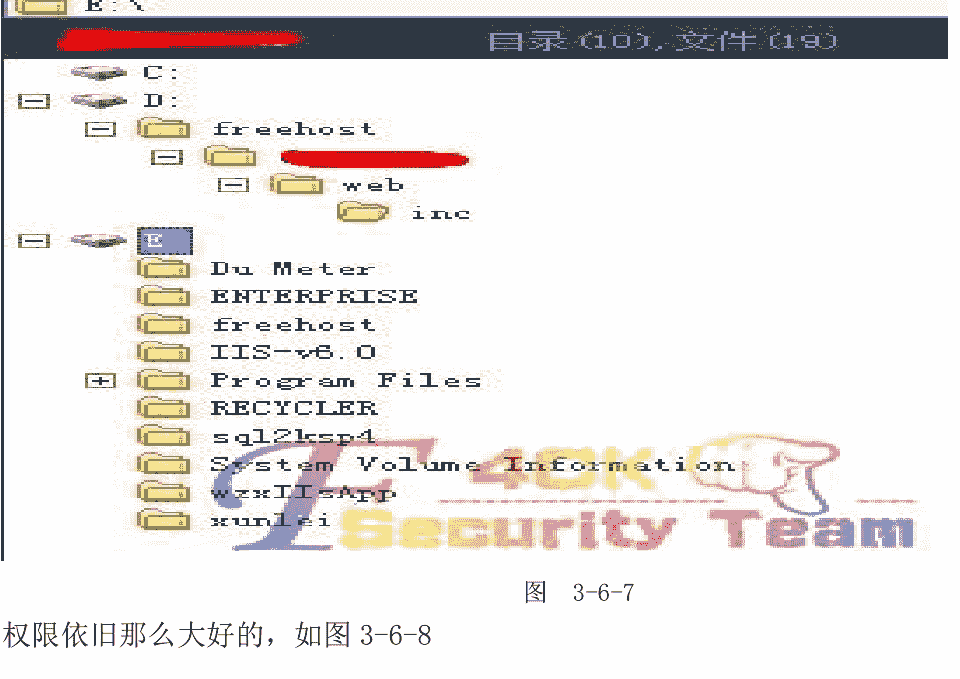 E:\
目录(10),文件(19)
C:
D:
freehost
web
inc
E
Du Meter
ENTERPRISE
freehost
IIS-v6.0
Program Files
RECYCLER
sql2ksp4
System Volume Information
wzxIIsApp
xunlei
F4CK
Security Team
图 3-6-7
权限依旧那么大好的，如图 3-6-8